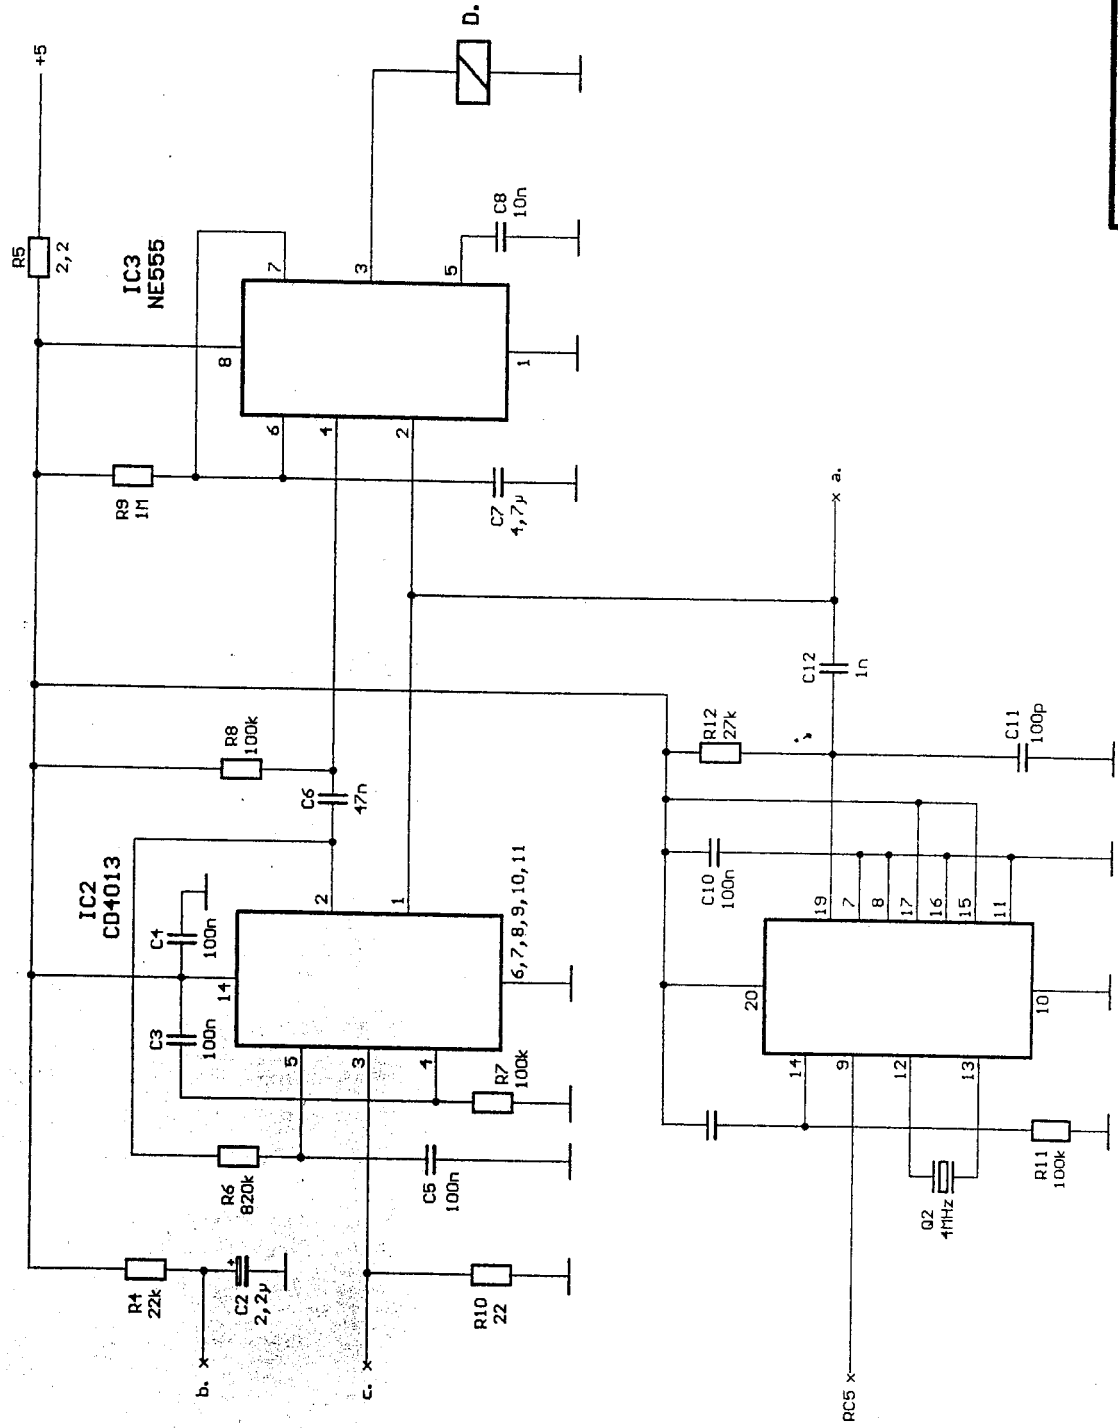 +5
R5
2,2
IC3
NE555
D.
8
7
3
5
6
4
2
1
C8
10n
R9
1M
C7
4,7µ
R8
100k
C6
47n
IC2
CD4013
C4
100n
C3
100n
14
2
1
5
3
4
6,7,8,9,10,11
R7
100k
R6
820k
C5
100n
R4
22k
C2
+
2,2µ
b. x
c. x
R10
22
x a.
C12
1n
R12
27k
C11
100p
C10
100n
20
19
7
8
17
16
15
11
14
9
12
13
10
R11
100k
Q2
4MHz
RC5 x